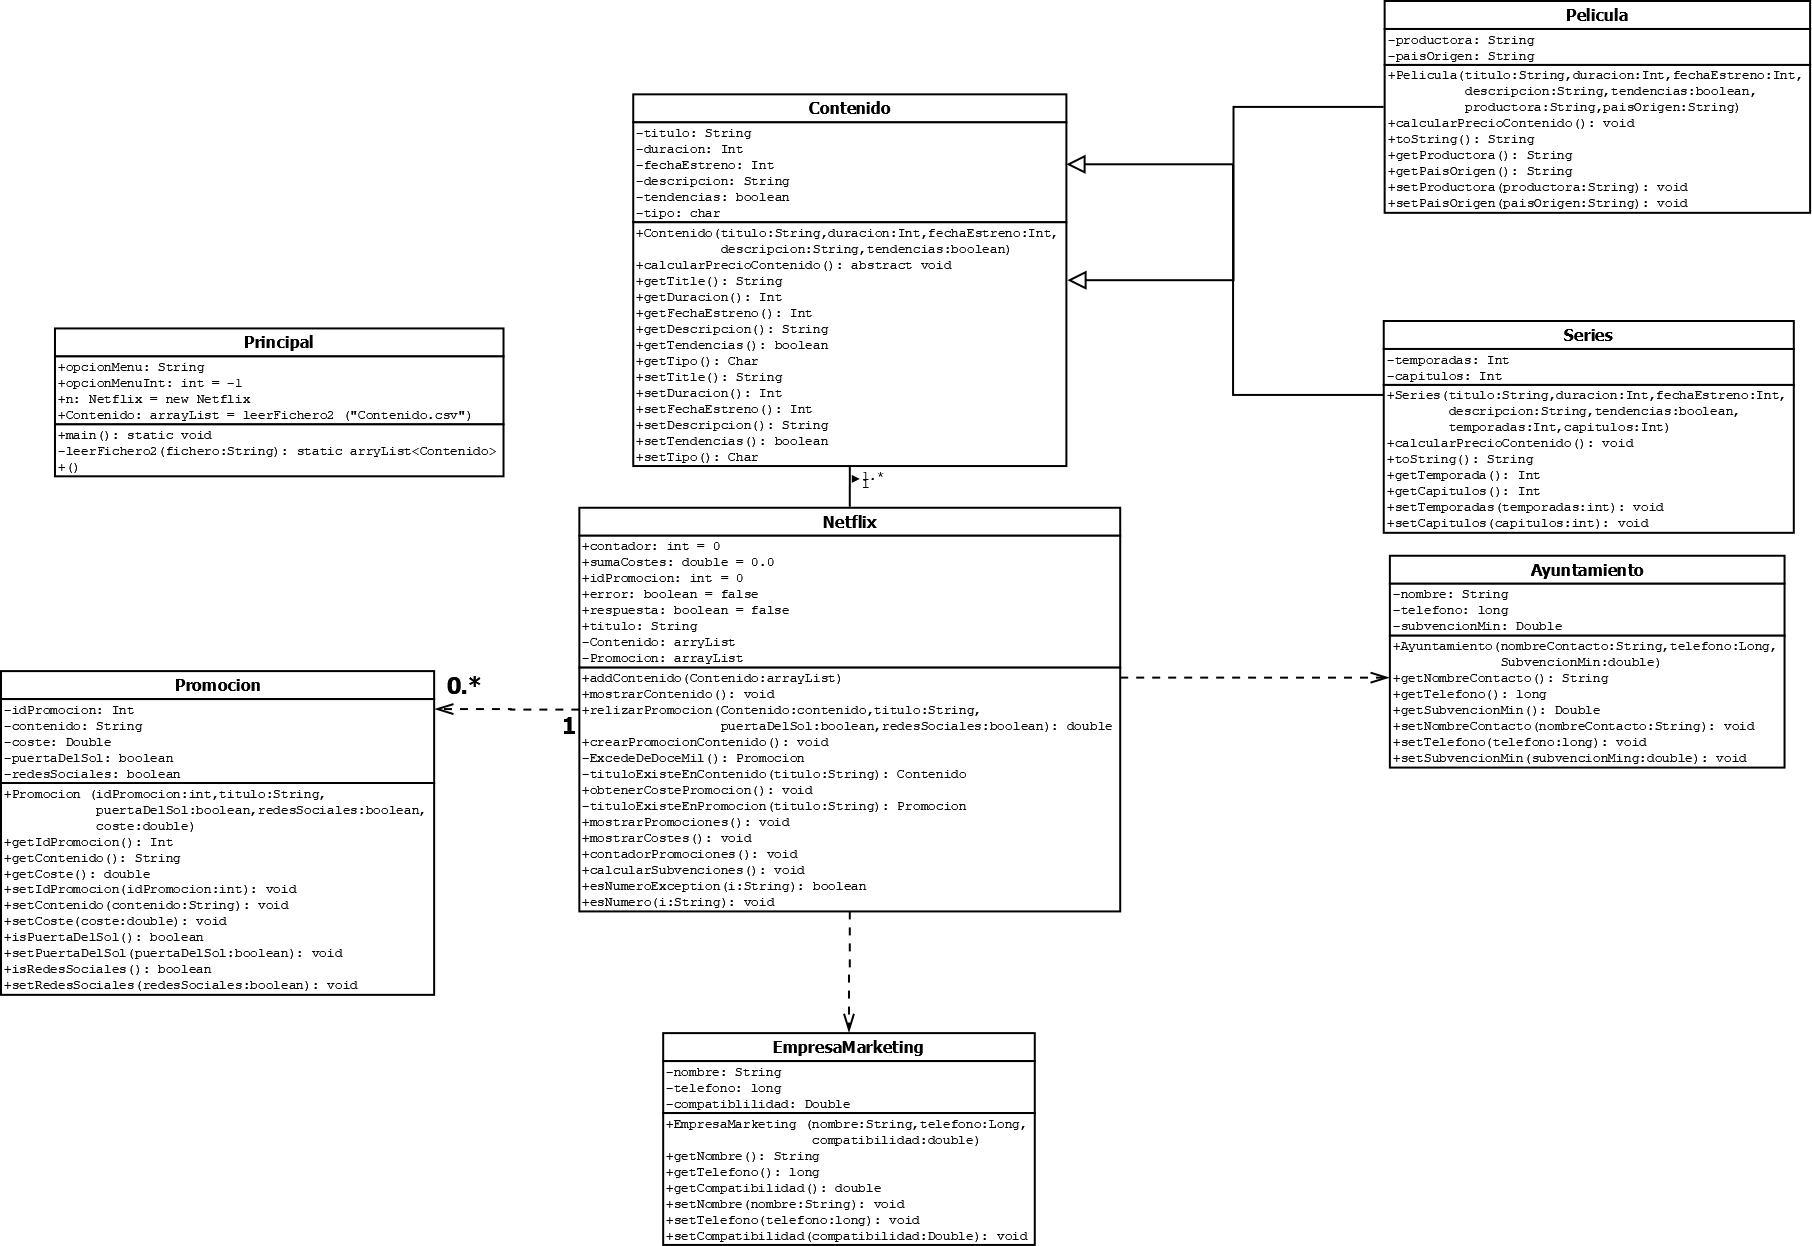 Pelicula
-productora: String
-paisOrigen: String
+Pelicula(titulo:String,duracion:Int,fechaEstreno:Int,
descripcion:String,tendencias:boolean,
productora:String,paisOrigen:String)
+calcularPrecioContenido(): void
+toString(): String
+getProductora(): String
+getPaisOrigen(): String
+setProductora(productora:String): void
+setPaisOrigen(paisOrigen:String): void
Contenido
-titulo: String
-duracion: Int
-fechaEstreno: Int
-descripcion: String
-tendencias: boolean
-tipo: char
+Contenido(titulo:String,duracion:Int,fechaEstreno:Int,
descripcion:String,tendencias:boolean)
+calcularPrecioContenido(): abstract void
+getTitle(): String
+getDuracion(): Int
+getFechaEstreno(): Int
+getDescripcion(): String
+getTendencias(): boolean
+getTipo(): Char
+setTitle(): String
+setDuracion(): Int
+setFechaEstreno(): Int
+setDescripcion(): String
+setTendencias(): boolean
+setTipo(): Char
Principal
+opcionMenu: String
+opcionMenuInt: int = -1
+n: Netflix = new Netflix
+Contenido: arrayList = leerFichero2 ("Contenido.csv")
+main(): static void
-leerFichero2(fichero:String): static arryList<Contenido>
+()
Series
-temporadas: Int
-capitulos: Int
+Series(titulo:String,duracion:Int,fechaEstreno:Int,
descripcion:String,tendencias:boolean,
temporadas:Int,capitulos:Int)
+calcularPrecioContenido(): void
+toString(): String
+getTemporada(): Int
+getCapitulos(): Int
+setTemporadas(temporadas:int): void
+setCapitulos(capitulos:int): void
Netflix
+contador: int = 0
+sumaCostes: double = 0.0
+idPromocion: int = 0
+error: boolean = false
+respuesta: boolean = false
+titulo: String
-Contenido: arryList
-Promocion: arrayList
+addContenido(Contenido:arrayList)
+mostrarContenido(): void
+relizarPromocion(Contenido:contenido,titulo:String,
puertaDelSol:boolean,redesSociales:boolean): double
+crearPromocionContenido(): void
-ExcedeDeDoceMil(): Promocion
-tituloExisteEnContenido(titulo:String): Contenido
+obtenerCostePromocion(): void
-tituloExisteEnPromocion(titulo:String): Promocion
+mostrarPromociones(): void
+mostrarCostes(): void
+contadorPromociones(): void
+calcularSubvenciones(): void
+esNumeroException(i:String): boolean
+esNumero(i:String): void
Ayuntamiento
-nombre: String
-telefono: long
-subvencionMin: Double
+Ayuntamiento(nombreContacto:String,telefono:Long,
SubvencionMin:double)
+getNombreContacto(): String
+getTelefono(): long
+getSubvencionMin(): Double
+setNombreContacto(nombreContacto:String): void
+setTelefono(telefono:long): void
+setSubvencionMin(subvencionMing:double): void
0.*
1
Promocion
-idPromocion: Int
-contenido: String
-coste: Double
-puertaDelSol: boolean
-redesSociales: boolean
+Promocion (idPromocion:int,titulo:String,
puertaDelSol:boolean,redesSociales:boolean,
coste:double)
+getIdPromocion(): Int
+getContenido(): String
+getCoste(): double
+setIdPromocion(idPromocion:int): void
+setContenido(contenido:String): void
+setCoste(coste:double): void
+isPuertaDelSol(): boolean
+setPuertaDelSol(puertaDelSol:boolean): void
+isRedesSociales(): boolean
+setRedesSociales(redesSociales:boolean): void
EmpresaMarketing
-nombre: String
-telefono: long
-compatiblilidad: Double
+EmpresaMarketing (nombre:String,telefono:Long,
compatibilidad:double)
+getNombre(): String
+getTelefono(): long
+getCompatibilidad(): double
+setNombre(nombre:String): void
+setTelefono(telefono:long): void
+setCompatibilidad(compatibilidad:Double): void